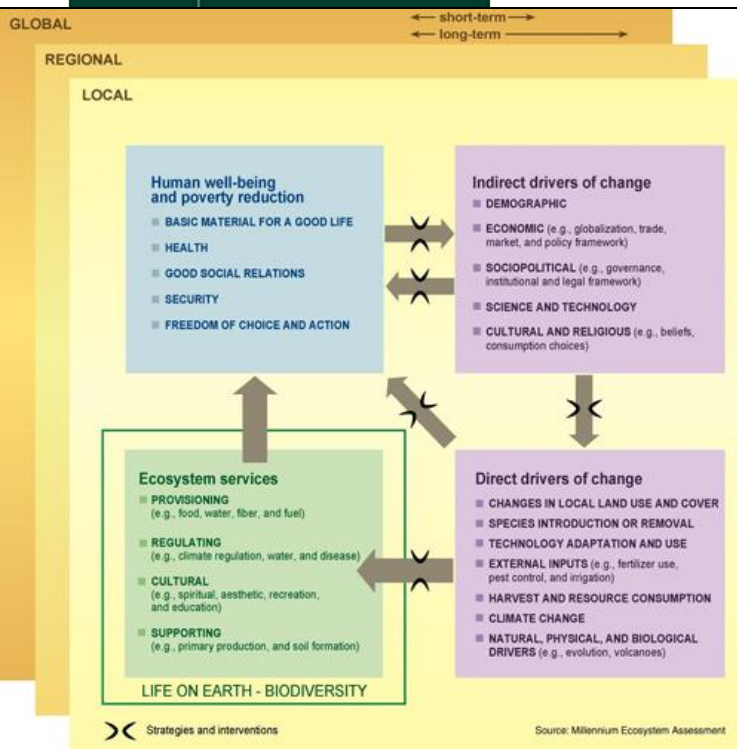 GLOBAL
short-term
long-term
REGIONAL
LOCAL
Human well-being
and poverty reduction
BASIC MATERIAL FOR A GOOD LIFE
HEALTH
GOOD SOCIAL RELATIONS
SECURITY
FREEDOM OF CHOICE AND ACTION
Indirect drivers of change
DEMOGRAPHIC
ECONOMIC (e.g., globalization, trade,
market, and policy framework)
SOCIOPOLITICAL (e.g., governance,
institutional and legal framework)
SCIENCE AND TECHNOLOGY
CULTURAL AND RELIGIOUS (e.g., beliefs,
consumption choices)
Ecosystem services
PROVISIONING
(e.g., food, water, fiber, and fuel)
REGULATING
(e.g., climate regulation, water, and disease)
CULTURAL
(e.g., spiritual, aesthetic, recreation,
and education)
SUPPORTING
(e.g., primary production, and soil formation)
LIFE ON EARTH - BIODIVERSITY
Direct drivers of change
CHANGES IN LOCAL LAND USE AND COVER
SPECIES INTRODUCTION OR REMOVAL
TECHNOLOGY ADAPTATION AND USE
EXTERNAL INPUTS (e.g., fertilizer use,
pest control, and irrigation)
HARVEST AND RESOURCE CONSUMPTION
CLIMATE CHANGE
NATURAL, PHYSICAL, AND BIOLOGICAL
DRIVERS (e.g., evolution, volcanoes)
Strategies and interventions
Source: Millennium Ecosystem Assessment